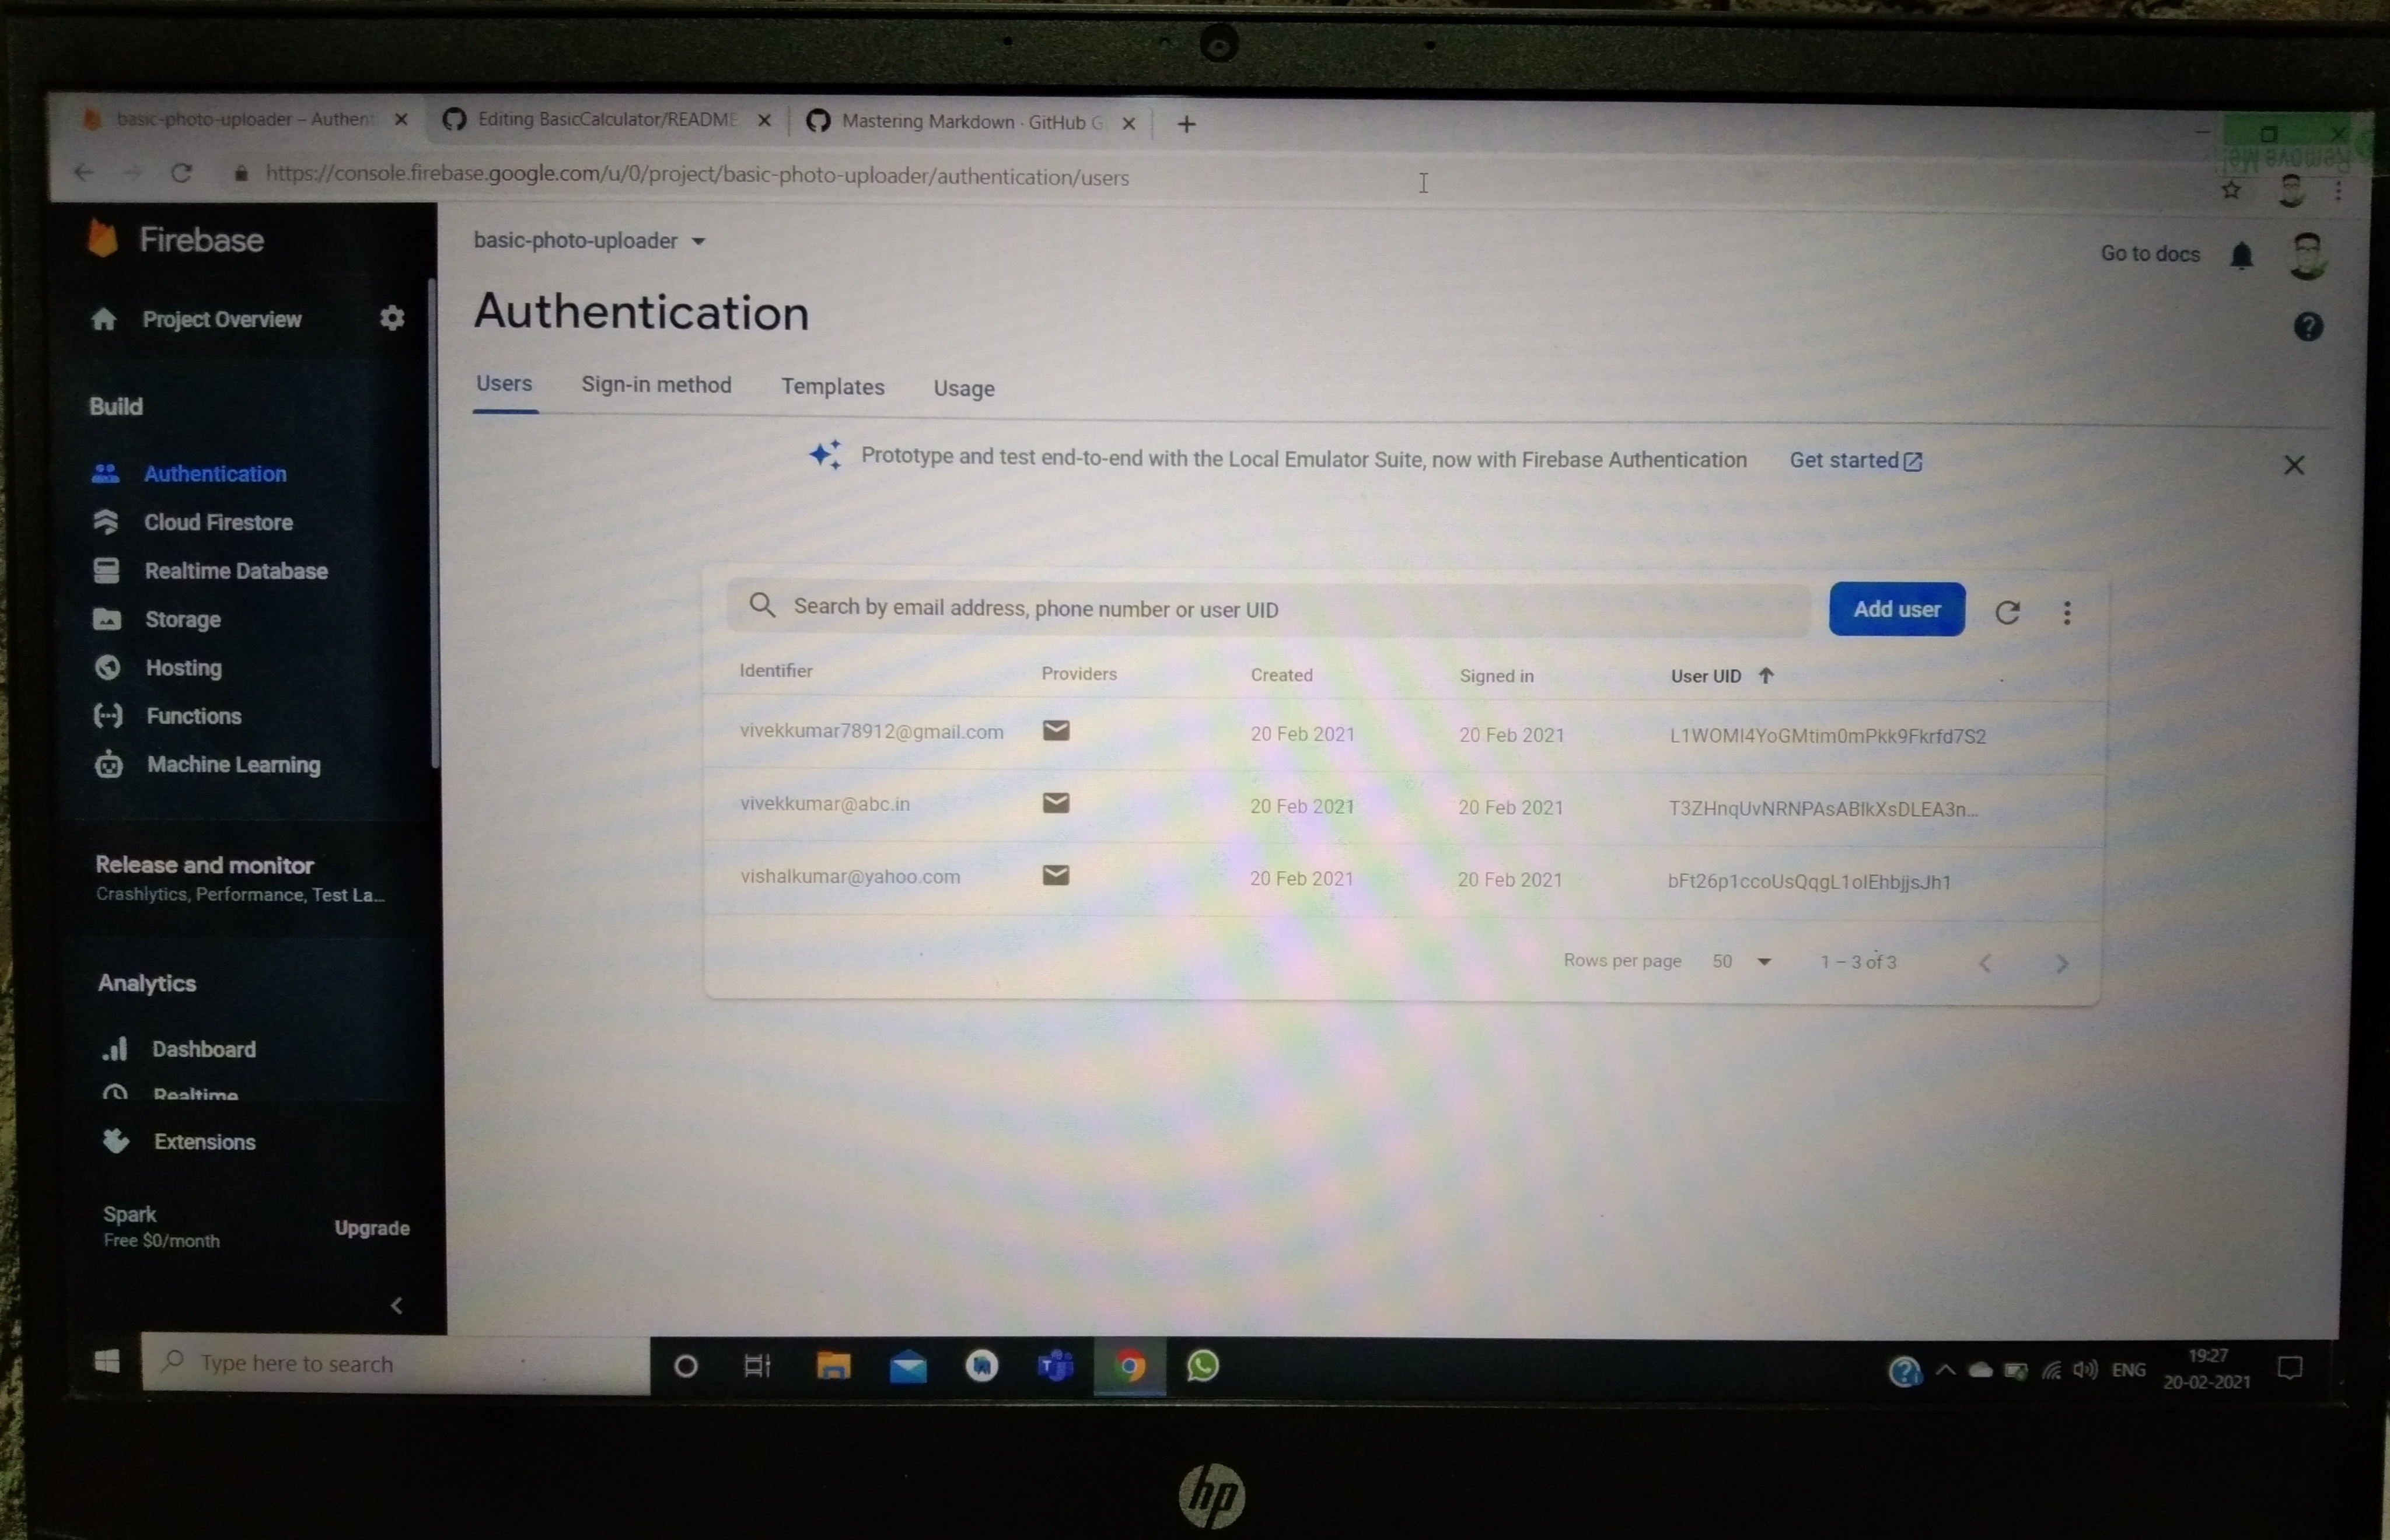 basic-photo-uploader – Authent
Editing BasicCalculator/README
Mastering Markdown · GitHub G
Remove Me
https://console.firebase.google.com/u/0/project/basic-photo-uploader/authentication/users
Firebase
basic-photo-uploader
Go to docs
Project Overview
Authentication
Users Sign-in method Templates Usage
Build
Authentication
Cloud Firestore
Realtime Database
Storage
Hosting
Functions
Machine Learning
Release and monitor
Crashlytics, Performance, Test La...
Analytics
Dashboard
Realtime
Extensions
Spark
Free $0/month
Upgrade
Prototype and test end-to-end with the Local Emulator Suite, now with Firebase Authentication Get started
Search by email address, phone number or user UID
Add user
Identifier Providers Created Signed in User UID
vivekkumar78912@gmail.com 20 Feb 2021 20 Feb 2021 L1WOMI4YoGMtim0mPkk9Fkrfd7S2
vivekkumar@abc.in 20 Feb 2021 20 Feb 2021 T3ZHnqUvNRNPAsABIkXsDLEA3n...
vishalkumar@yahoo.com 20 Feb 2021 20 Feb 2021 bFt26p1ccoUsQqgL1oIEhbjjsJh1
Rows per page 50 1 – 3 of 3
Type here to search
ENG
19:27
20-02-2021
hp